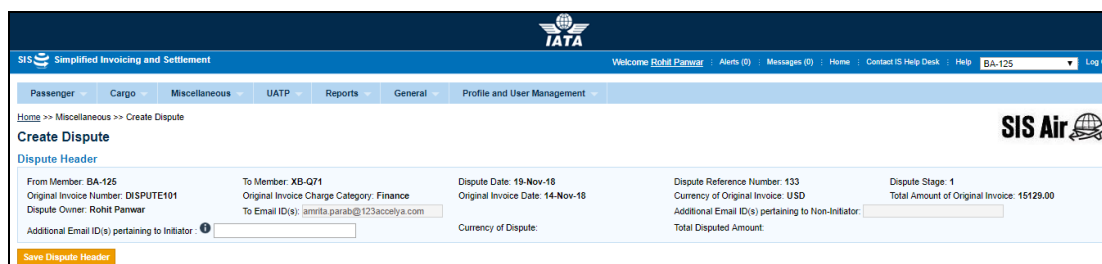 IATA
SIS Simplified Invoicing and Settlement Welcome Rohit Panwar : Alerts (0) : Messages (0) : Home : Contact IS Help Desk : Help BA-125 Log
Passenger Cargo Miscellaneous UATP Reports General Profile and User Management
Home >> Miscellaneous >> Create Dispute
SIS Air
Create Dispute
Dispute Header
From Member: BA-125 To Member: XB-Q71 Dispute Date: 19-Nov-18 Dispute Reference Number: 133 Dispute Stage: 1
Original Invoice Number: DISPUTE101 Original Invoice Charge Category: Finance Original Invoice Date: 14-Nov-18 Currency of Original Invoice: USD Total Amount of Original Invoice: 15129.00
Dispute Owner: Rohit Panwar To Email ID(s): amrita.parab@123accelya.com Additional Email ID(s) pertaining to Non-Initiator:
Additional Email ID(s) pertaining to Initiator : Currency of Dispute: Total Disputed Amount:
Save Dispute Header